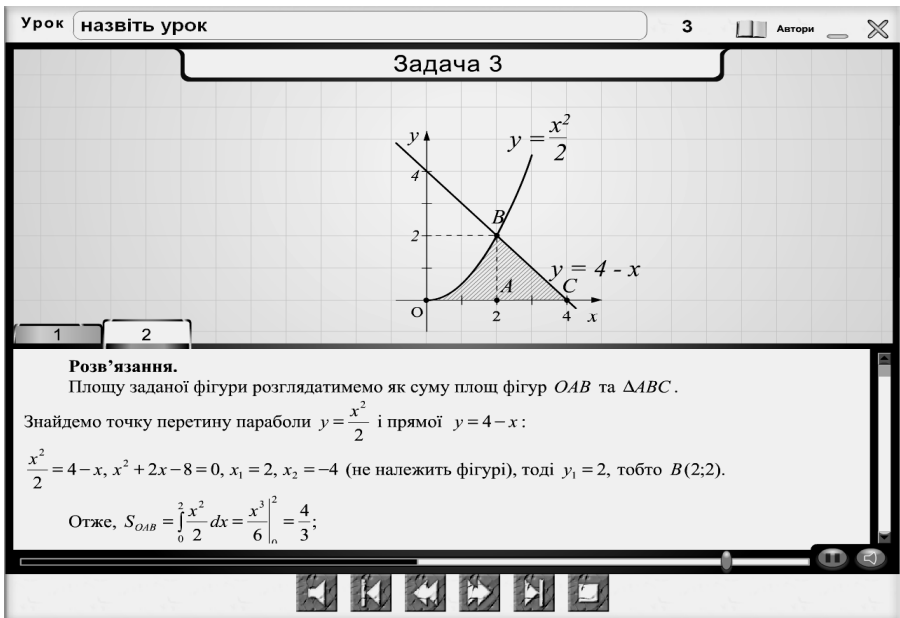 Урок назвіть урок 3 Автори
Задача 3
y = x²/2
y
4
2
B
y = 4 - x
A
C
O
2
4
x
1
2
Розв’язання.
Площу заданої фігури розглядатимемо як суму площ фігур OAB та ΔABC.
Знайдемо точку перетину параболи y = x²/2 і прямої y = 4 − x :
x²/2 = 4 − x, x² + 2x − 8 = 0, x₁ = 2, x₂ = −4 (не належить фігурі), тоді y₁ = 2, тобто B(2;2).
Отже, S_OAB = ∫₀² x²/2 dx = x³/6 |₀² = 4/3;